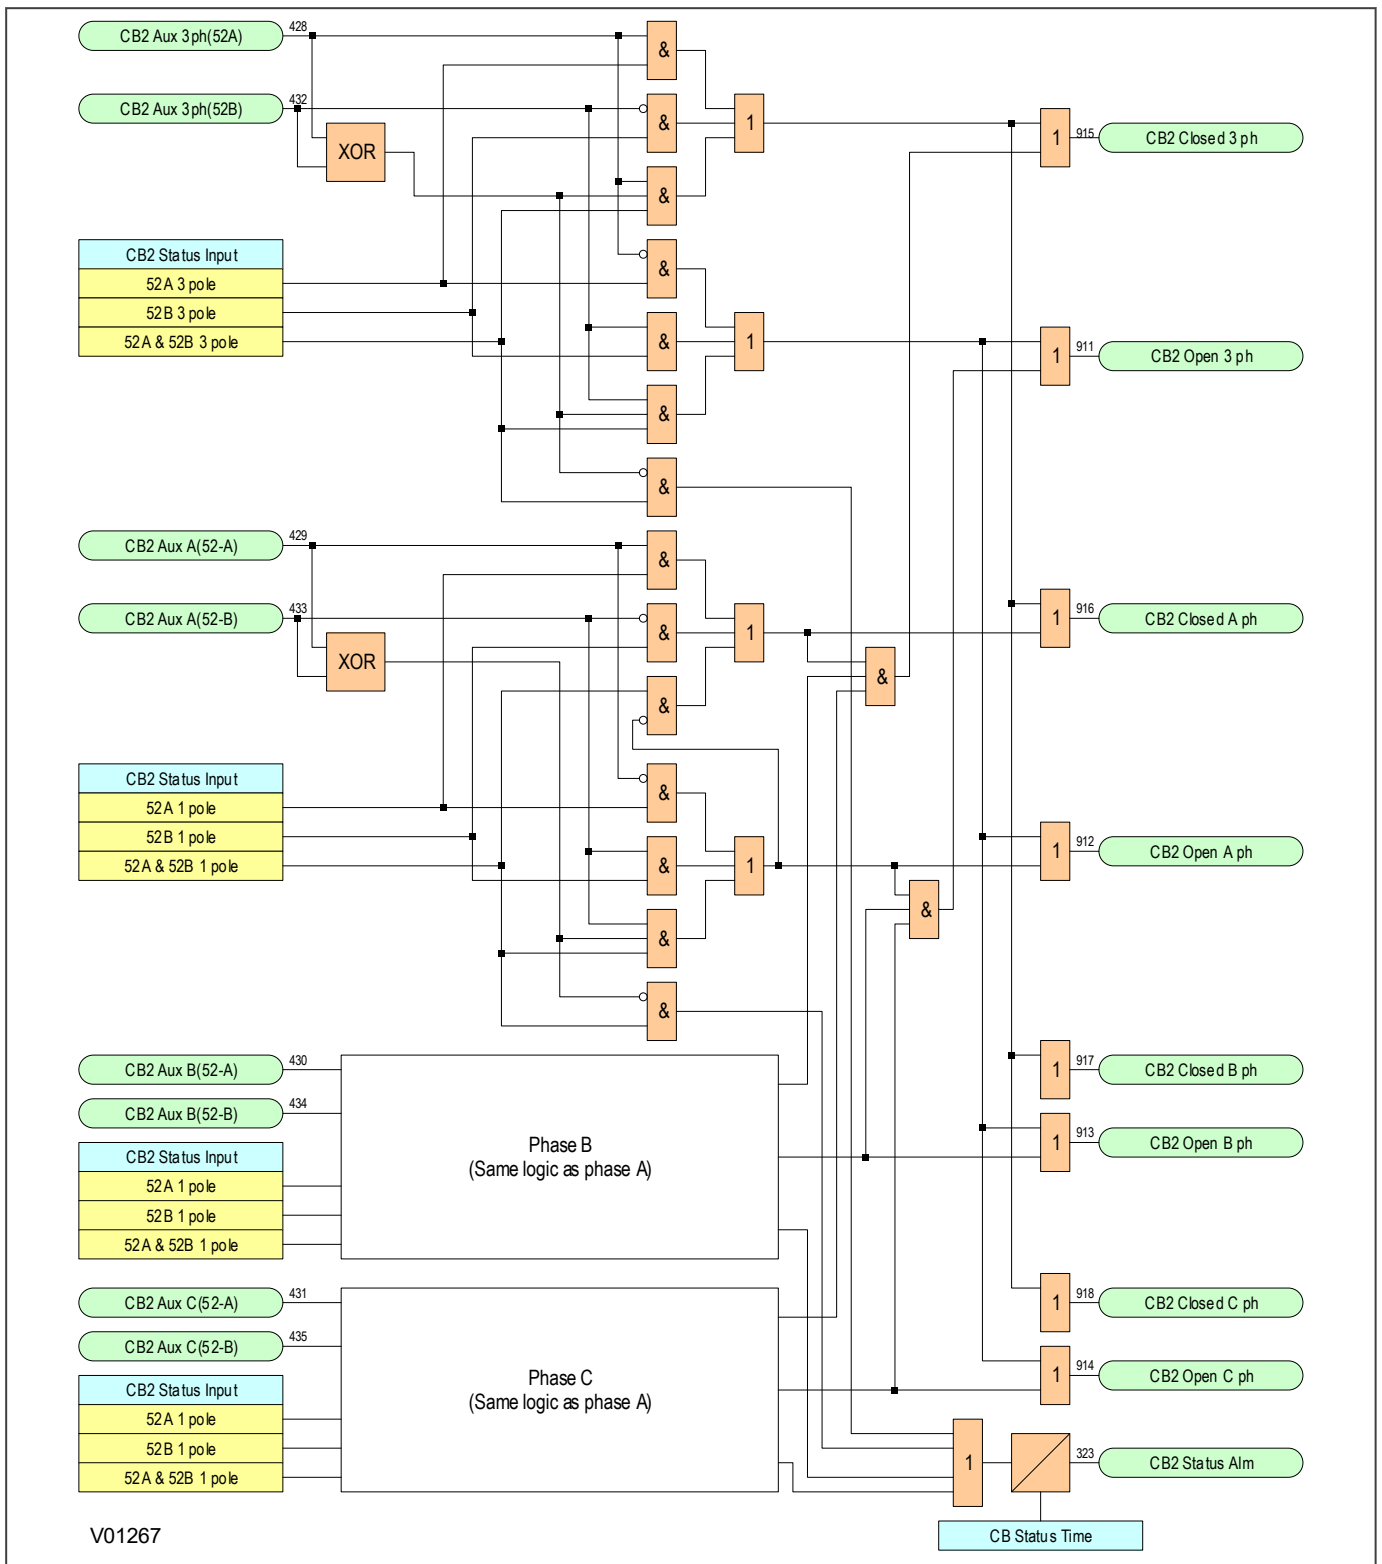 CB2 Aux 3ph(52A)
428
&
CB2 Aux 3ph(52B)
432
XOR
&
1
1
915
CB2 Closed 3 ph
&
CB2 Status Input
52A 3 pole
52B 3 pole
52A & 52B 3 pole
&
&
1
1
911
CB2 Open 3 ph
&
&
CB2 Aux A(52-A)
429
&
CB2 Aux A(52-B)
433
XOR
&
1
1
916
CB2 Closed A ph
&
&
CB2 Status Input
52A 1 pole
52B 1 pole
52A & 52B 1 pole
&
&
1
1
912
CB2 Open A ph
&
&
&
CB2 Aux B(52-A)
430
CB2 Aux B(52-B)
434
CB2 Status Input
52A 1 pole
52B 1 pole
52A & 52B 1 pole
Phase B
(Same logic as phase A)
1
917
CB2 Closed B ph
1
913
CB2 Open B ph
CB2 Aux C(52-A)
431
CB2 Aux C(52-B)
435
CB2 Status Input
52A 1 pole
52B 1 pole
52A & 52B 1 pole
Phase C
(Same logic as phase A)
1
918
CB2 Closed C ph
1
914
CB2 Open C ph
1
323
CB2 Status Alm
CB Status Time
V01267